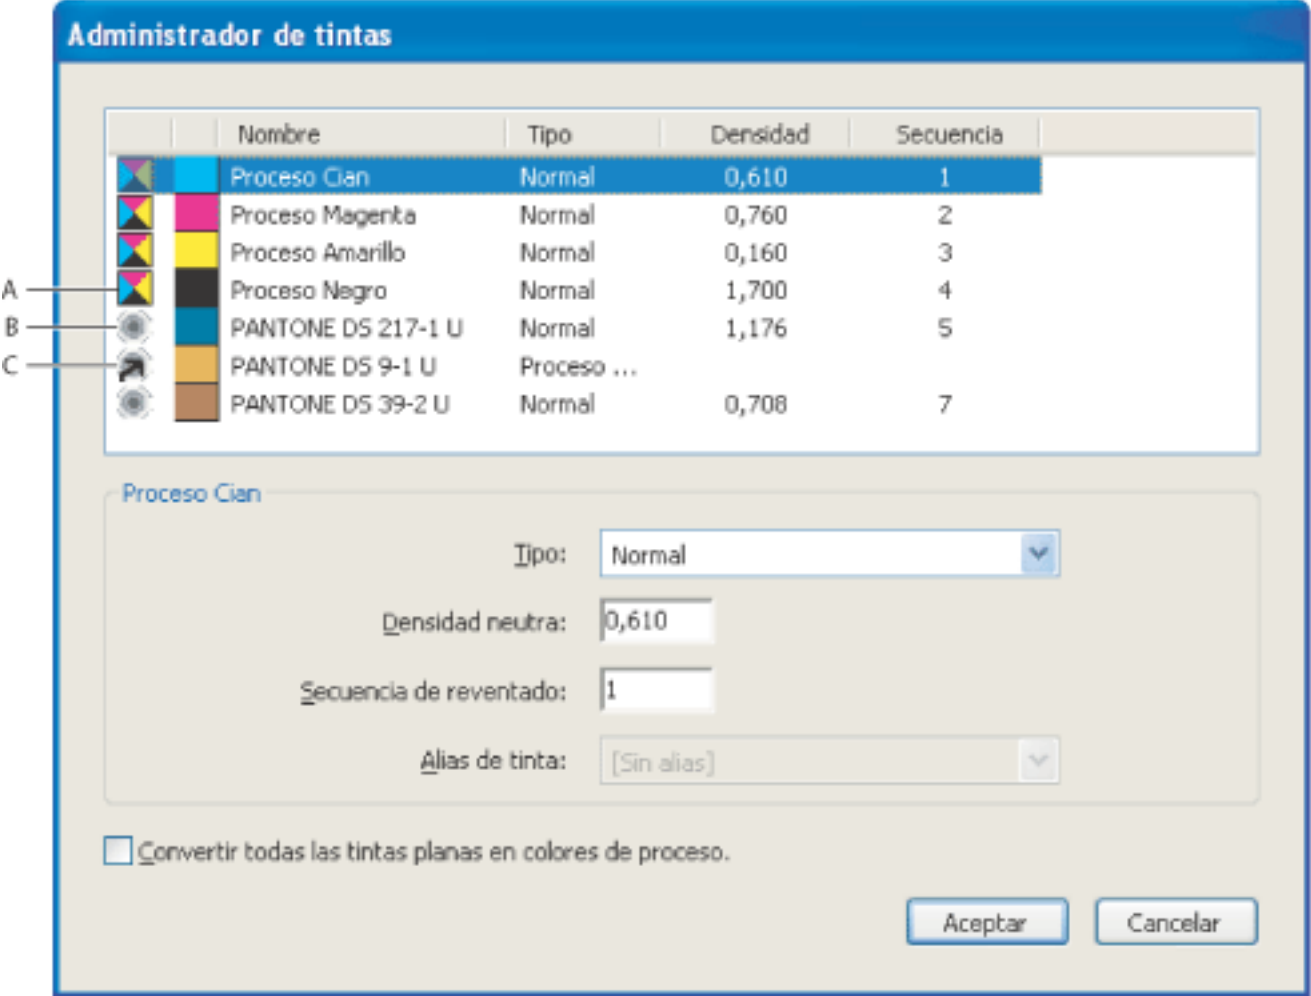 Administrador de tintas
Nombre Tipo Densidad Secuencia
Proceso Cian Normal 0,610 1
Proceso Magenta Normal 0,760 2
Proceso Amarillo Normal 0,160 3
A Proceso Negro Normal 1,700 4
B PANTONE DS 217-1 U Normal 1,176 5
C PANTONE DS 9-1 U Proceso ...
PANTONE DS 39-2 U Normal 0,708 7
Proceso Cian
Tipo: Normal
Densidad neutra: 0,610
Secuencia de reventado: 1
Alias de tinta: [Sin alias]
Convertir todas las tintas planas en colores de proceso.
Aceptar Cancelar